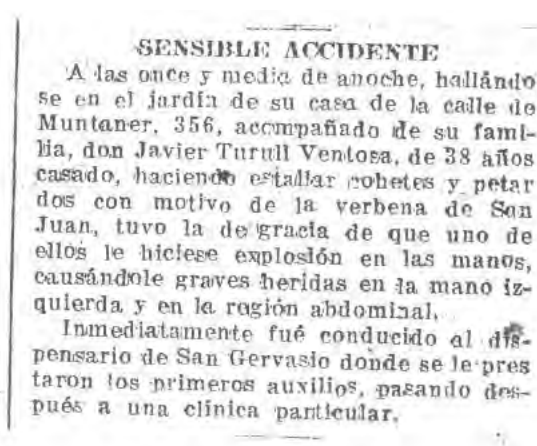 SENSIBLE ACCIDENTE
A las once y media de anoche, hallándo
se en el jardín de su casa de la calle de
Muntaner, 356, acompañado de su fami-
lia, don Javier Turull Ventosa, de 38 años
casado, haciendo estallar cohetes y petar
dos con motivo de la verbena de San
Juan, tuvo la desgracia de que uno de
ellos le hiciese explosión en las manos,
causándole graves heridas en la mano iz-
quierda y en la región abdominal.
Inmediatamente fué conducido al dis-
pensario de San Gervasio donde se le pres
taron los primeros auxilios, pasando des-
pués a una clínica particular.